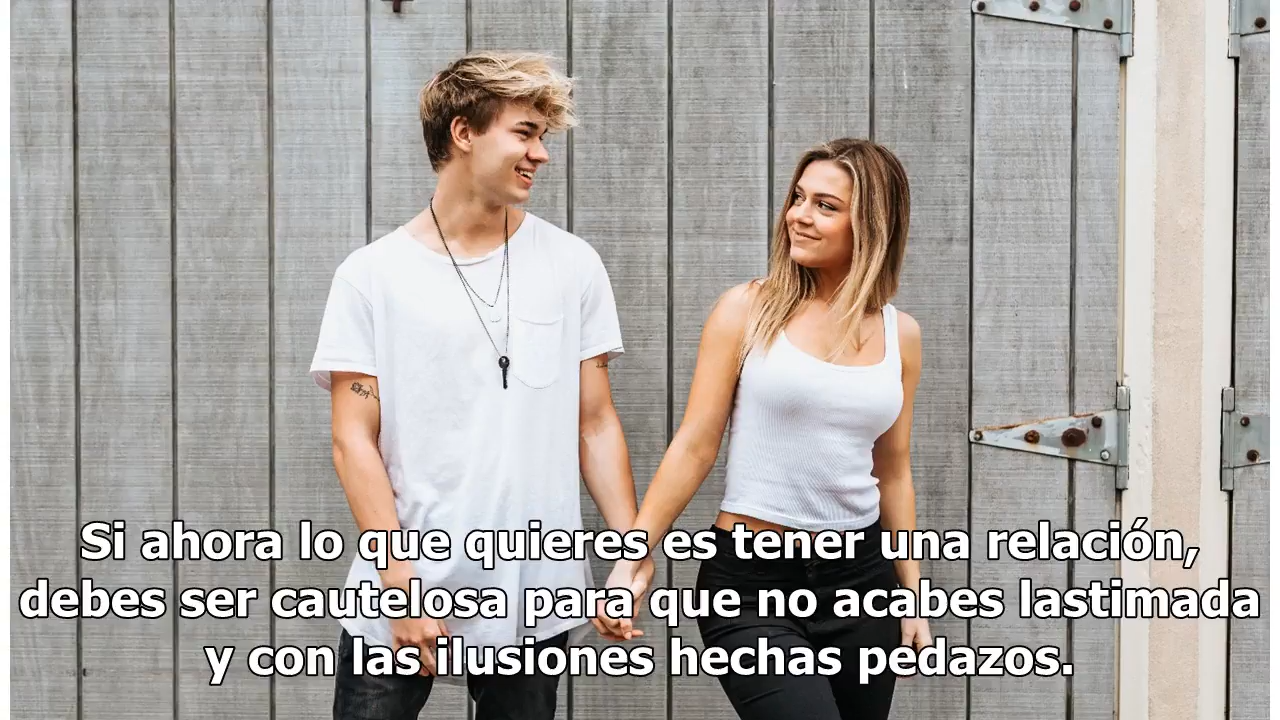 Si ahora lo que quieres es tener una relación,
debes ser cautelosa para que no acabes lastimada
y con las ilusiones hechas pedazos.